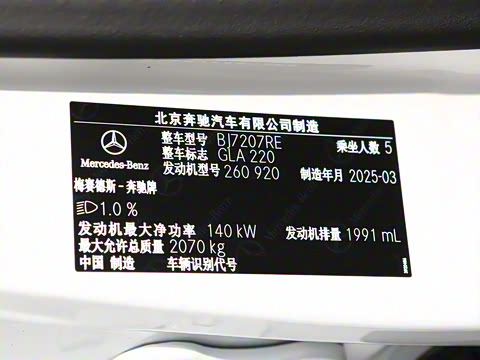 北京奔驰汽车有限公司制造
整车型号 BJ7207RE 乘坐人数 5
整车标志 GLA 220
发动机型号 260 920 制造年月 2025-03
Mercedes-Benz
梅赛德斯-奔驰牌
1.0 %
发动机最大净功率 140 kW 发动机排量 1991 mL
最大允许总质量 2070 kg
中国 制造 车辆识别代号